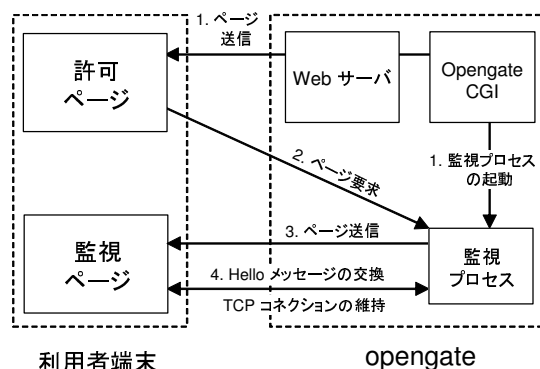 1. ページ
送信
許可
ページ
Web サーバ
Opengate
CGI
2. ページ要求
1. 監視プロセス
の起動
3. ページ送信
監視
ページ
4. Hello メッセージの交換
TCP コネクションの維持
監視
プロセス
利用者端末
opengate